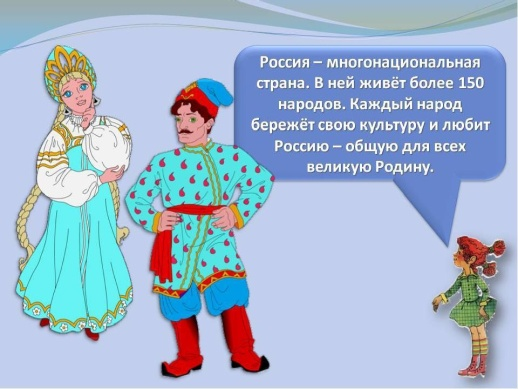 Россия – многонациональная
страна. В ней живёт более 150
народов. Каждый народ
бережёт свою культуру и любит
Россию – общую для всех
великую Родину.